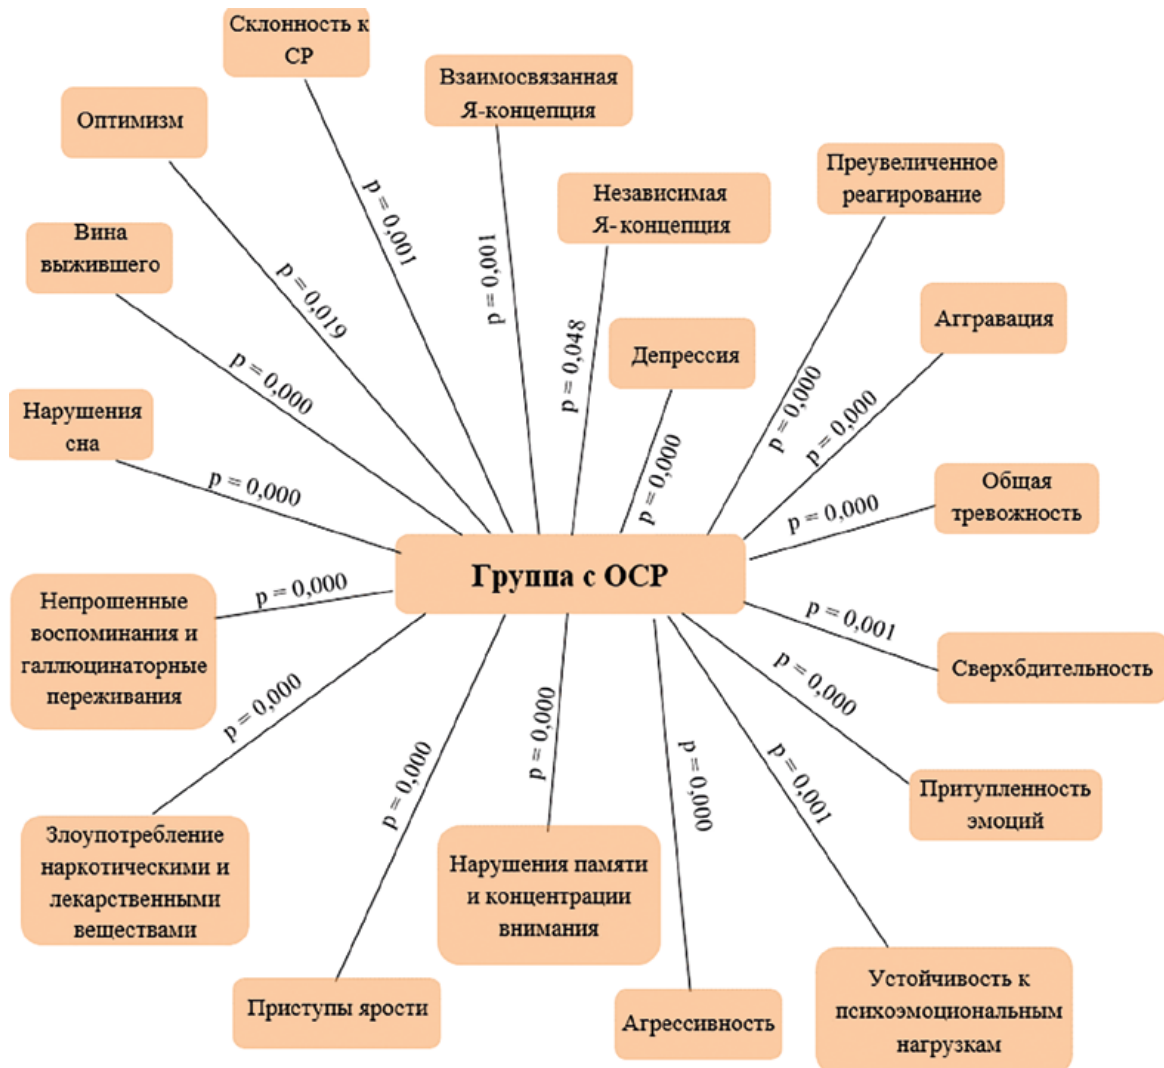 Склонность к
СР
Взаимосвязанная
Я-концепция
Оптимизм
Преувеличенное
реагирование
Независимая
Я- концепция
Вина
выжившего
Аггравация
Депрессия
Нарушения
сна
Общая
тревожность
p = 0,001
p = 0,001
p = 0,019
p = 0,048
p = 0,000
p = 0,000
p = 0,000
p = 0,000
p = 0,000
p = 0,000
p = 0,000
Группа с ОСР
p = 0,000
p = 0,001
Непрошенные
воспоминания и
галлюцинаторные
переживания
Сверхбдительность
p = 0,000
p = 0,000
p = 0,000
p = 0,000
p = 0,000
p = 0,001
Притупленность
эмоций
Злоупотребление
наркотическими и
лекарственными
веществами
Нарушения памяти
и концентрации
внимания
Приступы ярости
Агрессивность
Устойчивость к
психоэмоциональным
нагрузкам